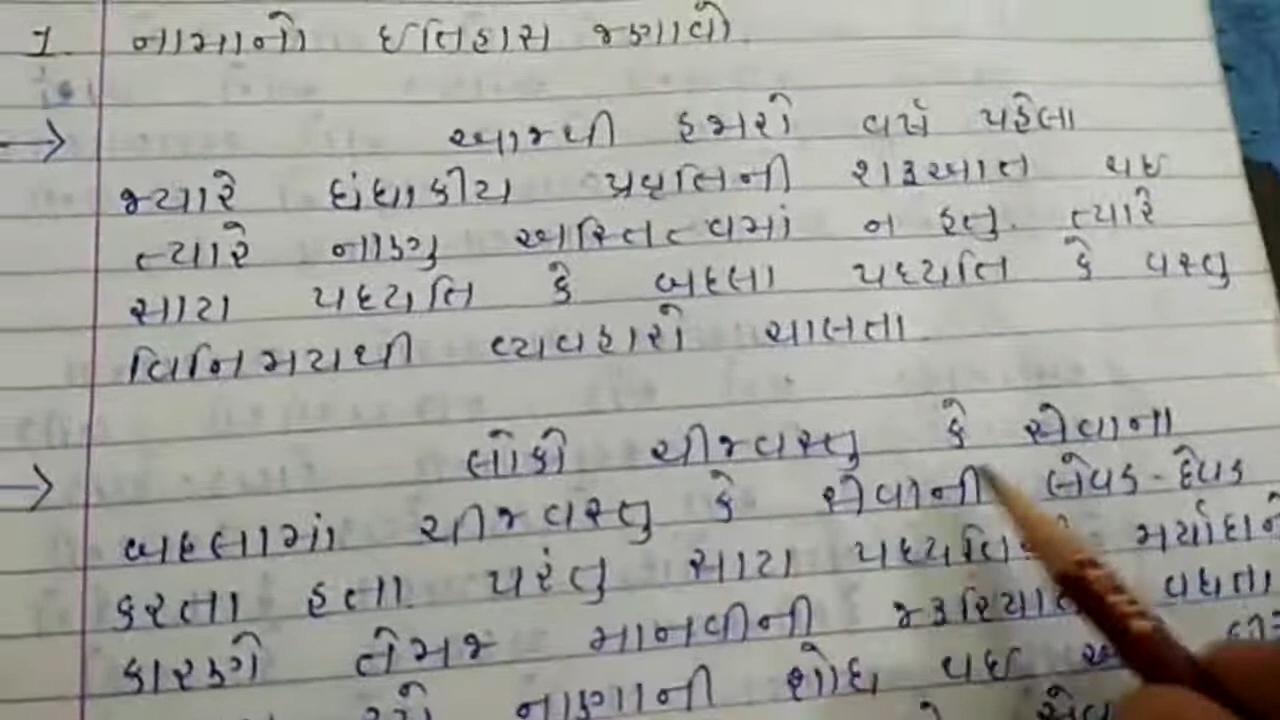 1. નામાનો ઈતિહાસ જણાવો.
→ આજથી હજારો વર્ષ પહેલા
જ્યારે ધંધાકીય પ્રવૃતિની શરૂઆત થઇ
ત્યારે નાણુ અસ્તિત્વમાં ન હતુ. ત્યારે
સાટા પદ્ધતિ કે બદલા પદ્ધતિ કે વસ્તુ
વિનિમયથી વ્યવહારો ચાલતા.
→ લોકો ચીજવસ્તુ કે સેવાના
બદલામાં ચીજવસ્તુ કે સેવાની લેવડ-દેવડ
કરતા હતા. પરંતુ સાટા પદ્ધતિની મર્યાદાને
કારણે તેમજ માનવીની જરૂરિયાત વધતા
નાણાની શોધ થઇ